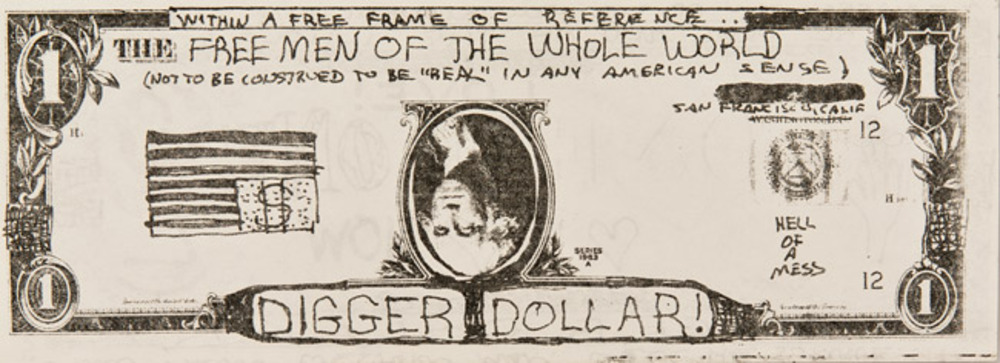 WITHIN A FREE FRAME OF REFERENCE ...
THE FREE MEN OF THE WHOLE WORLD
(NOT TO BE CONSTRUED TO BE "REAL" IN ANY AMERICAN SENSE)
SAN FRANCISCO, CALIF
1
1
H
12
$
H
SERIES
HELL
OF
A
MESS
12
1
1
DIGGER DOLLAR!